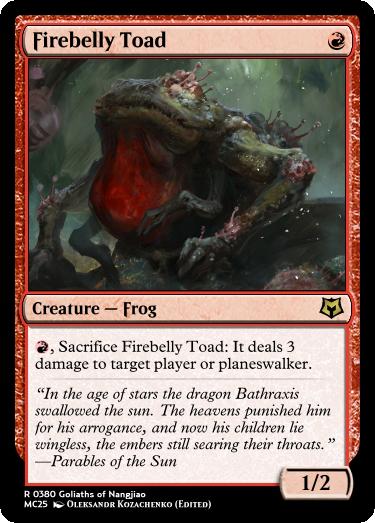 Firebelly Toad
Creature — Frog
, Sacrifice Firebelly Toad: It deals 3
damage to target player or planeswalker.
“In the age of stars the dragon Bathraxis
swallowed the sun. The heavens punished him
for his arrogance, and now his children lie
wingless, the embers still searing their throats.”
—Parables of the Sun
1/2
R 0380 Goliaths of Nangjiao
MC25 Oleksandr Kozachenko (Edited)